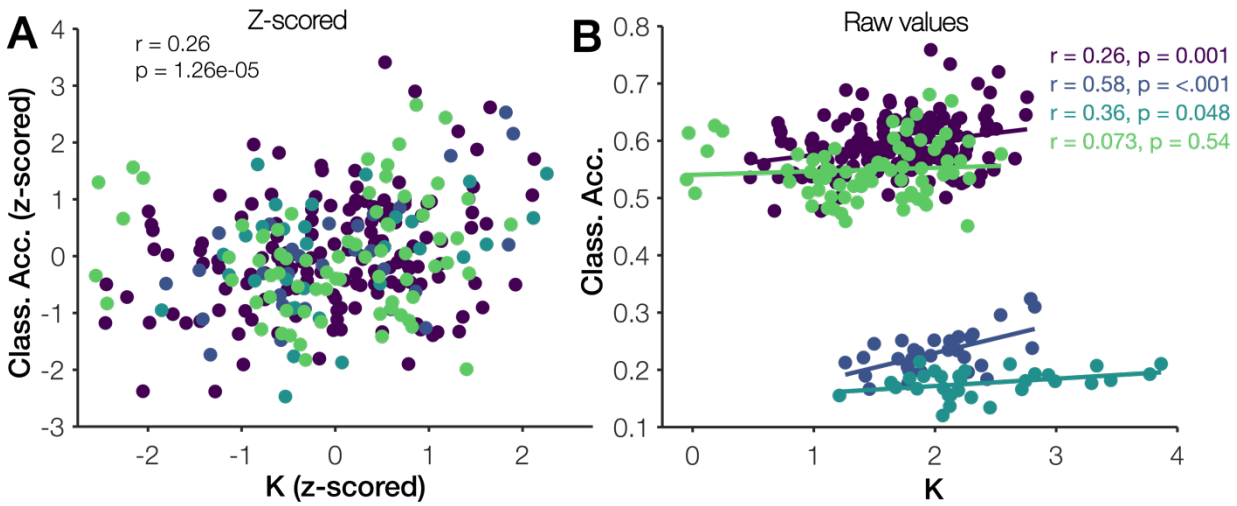 A
Z-scored
r = 0.26
p = 1.26e-05
4
3
2
1
0
-1
-2
-3
Class. Acc. (z-scored)
-2
-1
0
1
2
K (z-scored)
B
Raw values
r = 0.26, p = 0.001
r = 0.58, p = <.001
r = 0.36, p = 0.048
r = 0.073, p = 0.54
0.8
0.7
0.6
0.5
0.4
0.3
0.2
0.1
Class. Acc.
0
1
2
3
4
K